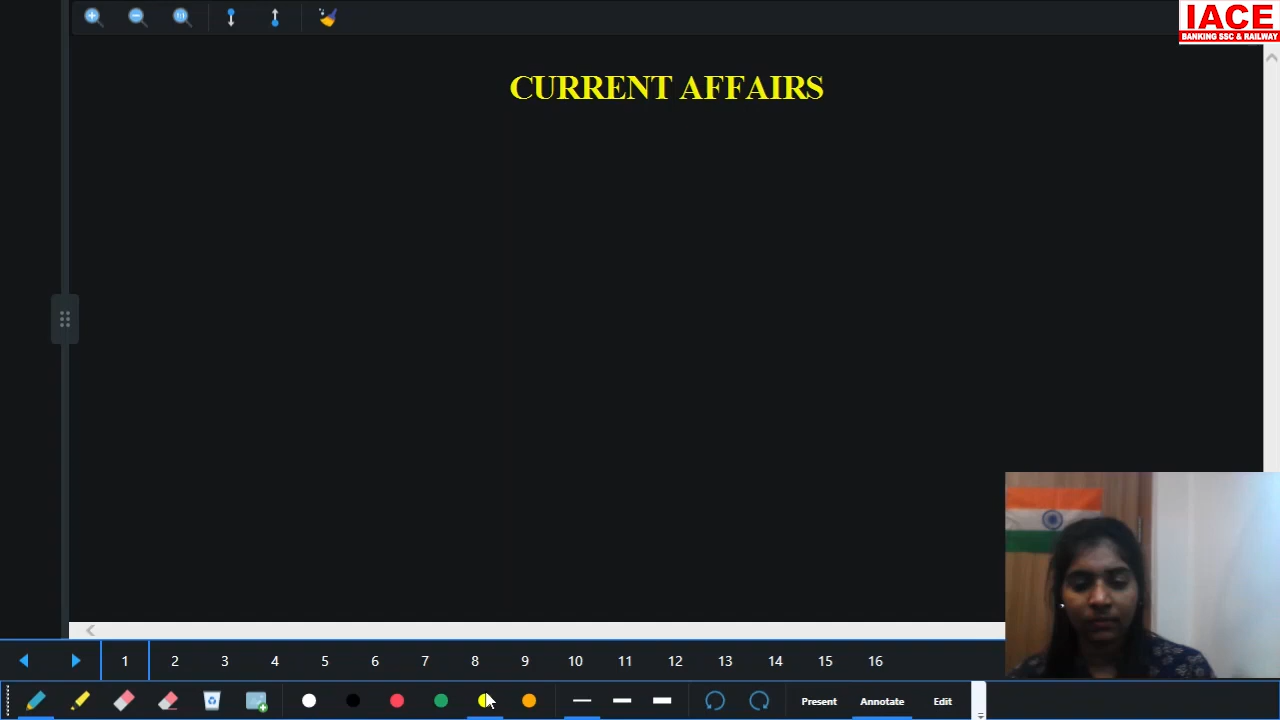 IACE
BANKING SSC & RAILWAY
CURRENT AFFAIRS
1 2 3 4 5 6 7 8 9 10 11 12 13 14 15 16
Present Annotate Edit